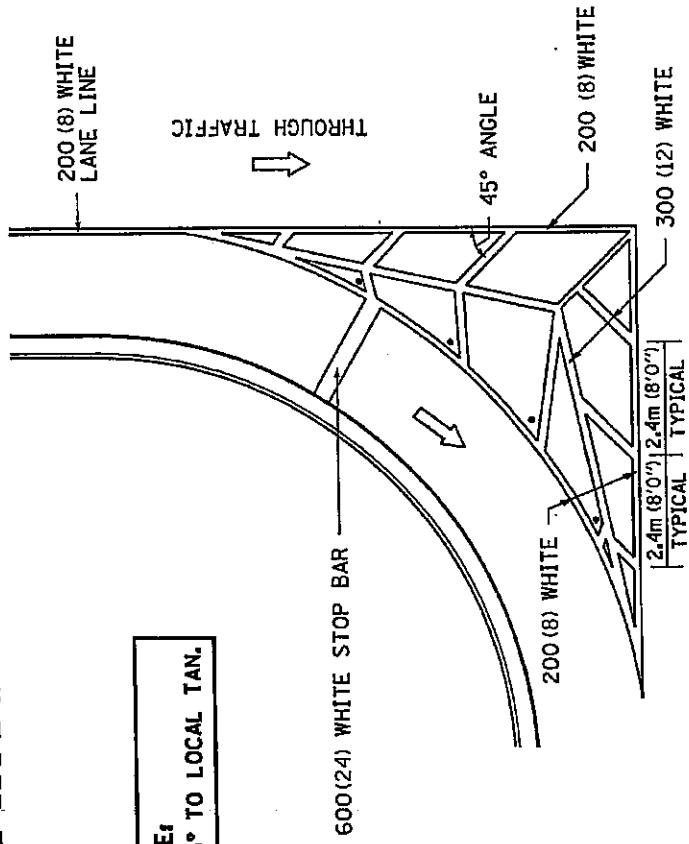 200 (8) WHITE
LANE LINE
THROUGH TRAFFIC
45° ANGLE
200 (8) WHITE
300 (12) WHITE
E:
° TO LOCAL TAN.
600(24) WHITE STOP BAR
200 (8) WHITE
2.4m (8'0") 2.4m (8'0")
TYPICAL TYPICAL